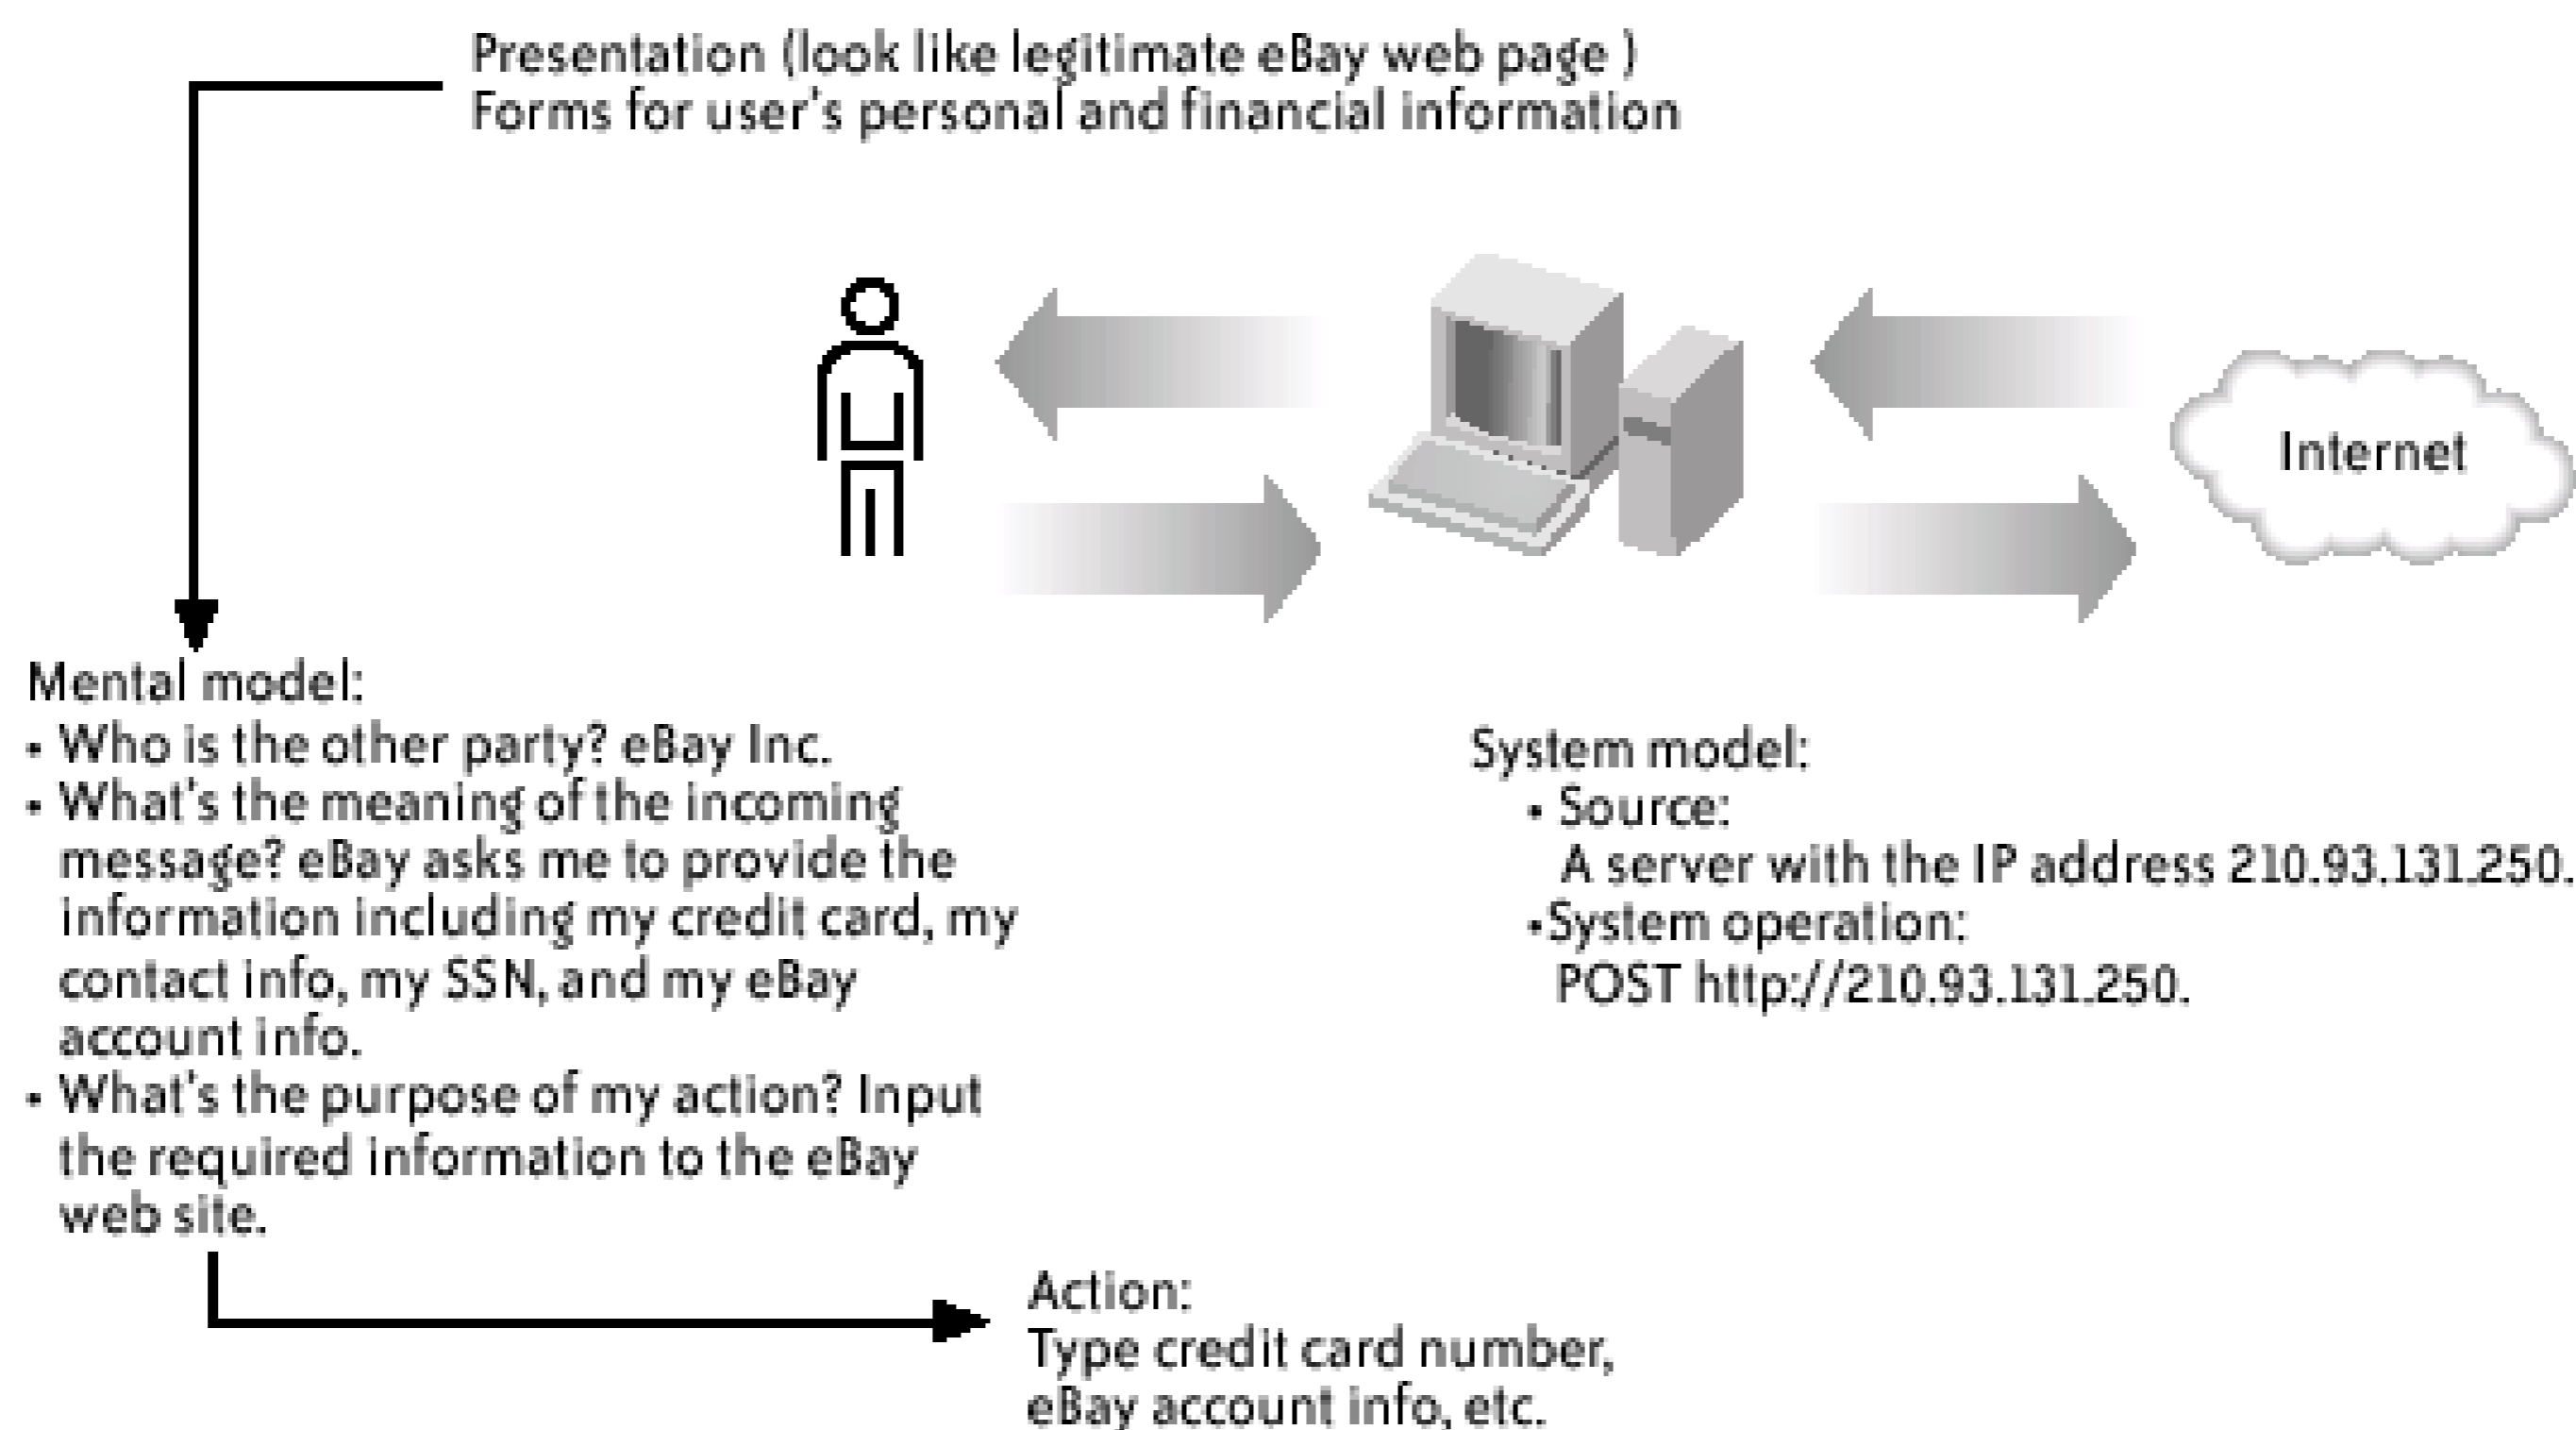 Presentation (look like legitimate eBay web page )
Forms for user's personal and financial information
Internet
Mental model:
• Who is the other party? eBay Inc.
• What's the meaning of the incoming
message? eBay asks me to provide the
information including my credit card, my
contact info, my SSN, and my eBay
account info.
• What's the purpose of my action? Input
the required information to the eBay
web site.
System model:
• Source:
A server with the IP address 210.93.131.250.
•System operation:
POST http://210.93.131.250.
Action:
Type credit card number,
eBay account info, etc.